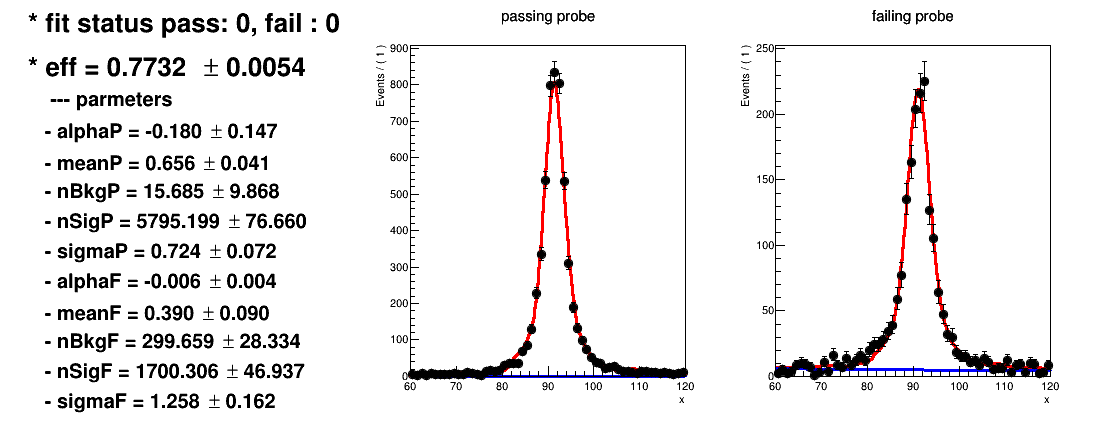 * fit status pass: 0, fail : 0
* eff = 0.7732 ± 0.0054
--- parmeters
- alphaP = -0.180 ± 0.147
- meanP = 0.656 ± 0.041
- nBkgP = 15.685 ± 9.868
- nSigP = 5795.199 ± 76.660
- sigmaP = 0.724 ± 0.072
- alphaF = -0.006 ± 0.004
- meanF = 0.390 ± 0.090
- nBkgF = 299.659 ± 28.334
- nSigF = 1700.306 ± 46.937
- sigmaF = 1.258 ± 0.162
passing probe
Events / ( 1 )
900
800
700
600
500
400
300
200
100
0
60 70 80 90 100 110 120
x
failing probe
Events / ( 1 )
250
200
150
100
50
0
60 70 80 90 100 110 120
x